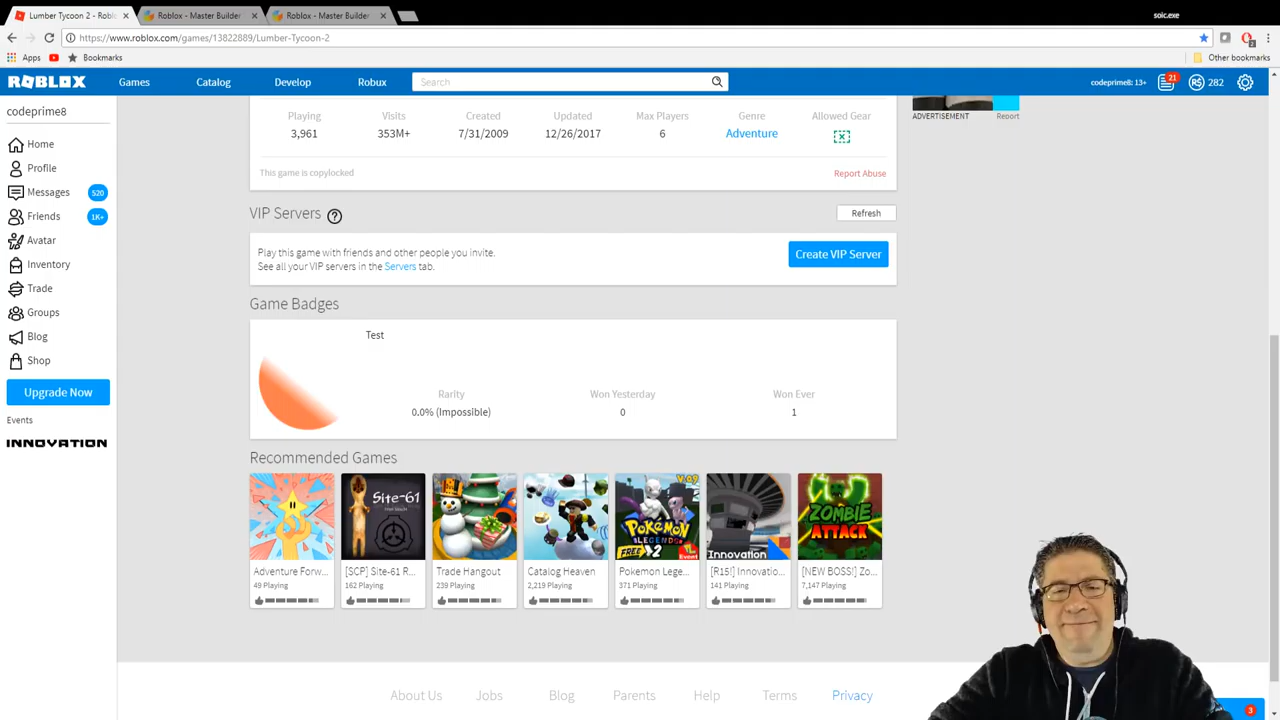 Lumber Tycoon 2 - Roblo
Roblox - Master Builder
Roblox - Master Builder
soic.exe
https://www.roblox.com/games/13822889/Lumber-Tycoon-2
Apps
Bookmarks
Other bookmarks
ROBLOX
Games
Catalog
Develop
Robux
Search
codeprime8: 13+
21
282
codeprime8
Home
Profile
Messages
520
Friends
1K+
Avatar
Inventory
Trade
Groups
Blog
Shop
Upgrade Now
Events
INNOVATION
Playing
Visits
Created
Updated
Max Players
Genre
Allowed Gear
3,961
353M+
7/31/2009
12/26/2017
6
Adventure
This game is copylocked
Report Abuse
ADVERTISEMENT
Report
VIP Servers ?
Refresh
Play this game with friends and other people you invite.
See all your VIP servers in the Servers tab.
Create VIP Server
Game Badges
Test
Rarity
Won Yesterday
Won Ever
0.0% (Impossible)
0
1
Recommended Games
Site-61
Pokémon
LEGENDS
FREE
Innovation
ZOMBIE
ATTACK
Adventure Forw...
[SCP] Site-61 R...
Trade Hangout
Catalog Heaven
Pokemon Lege...
[R15!] Innovatio...
[NEW BOSS!] Zo...
49 Playing
162 Playing
239 Playing
2,219 Playing
371 Playing
141 Playing
7,147 Playing
About Us
Jobs
Blog
Parents
Help
Terms
Privacy
3